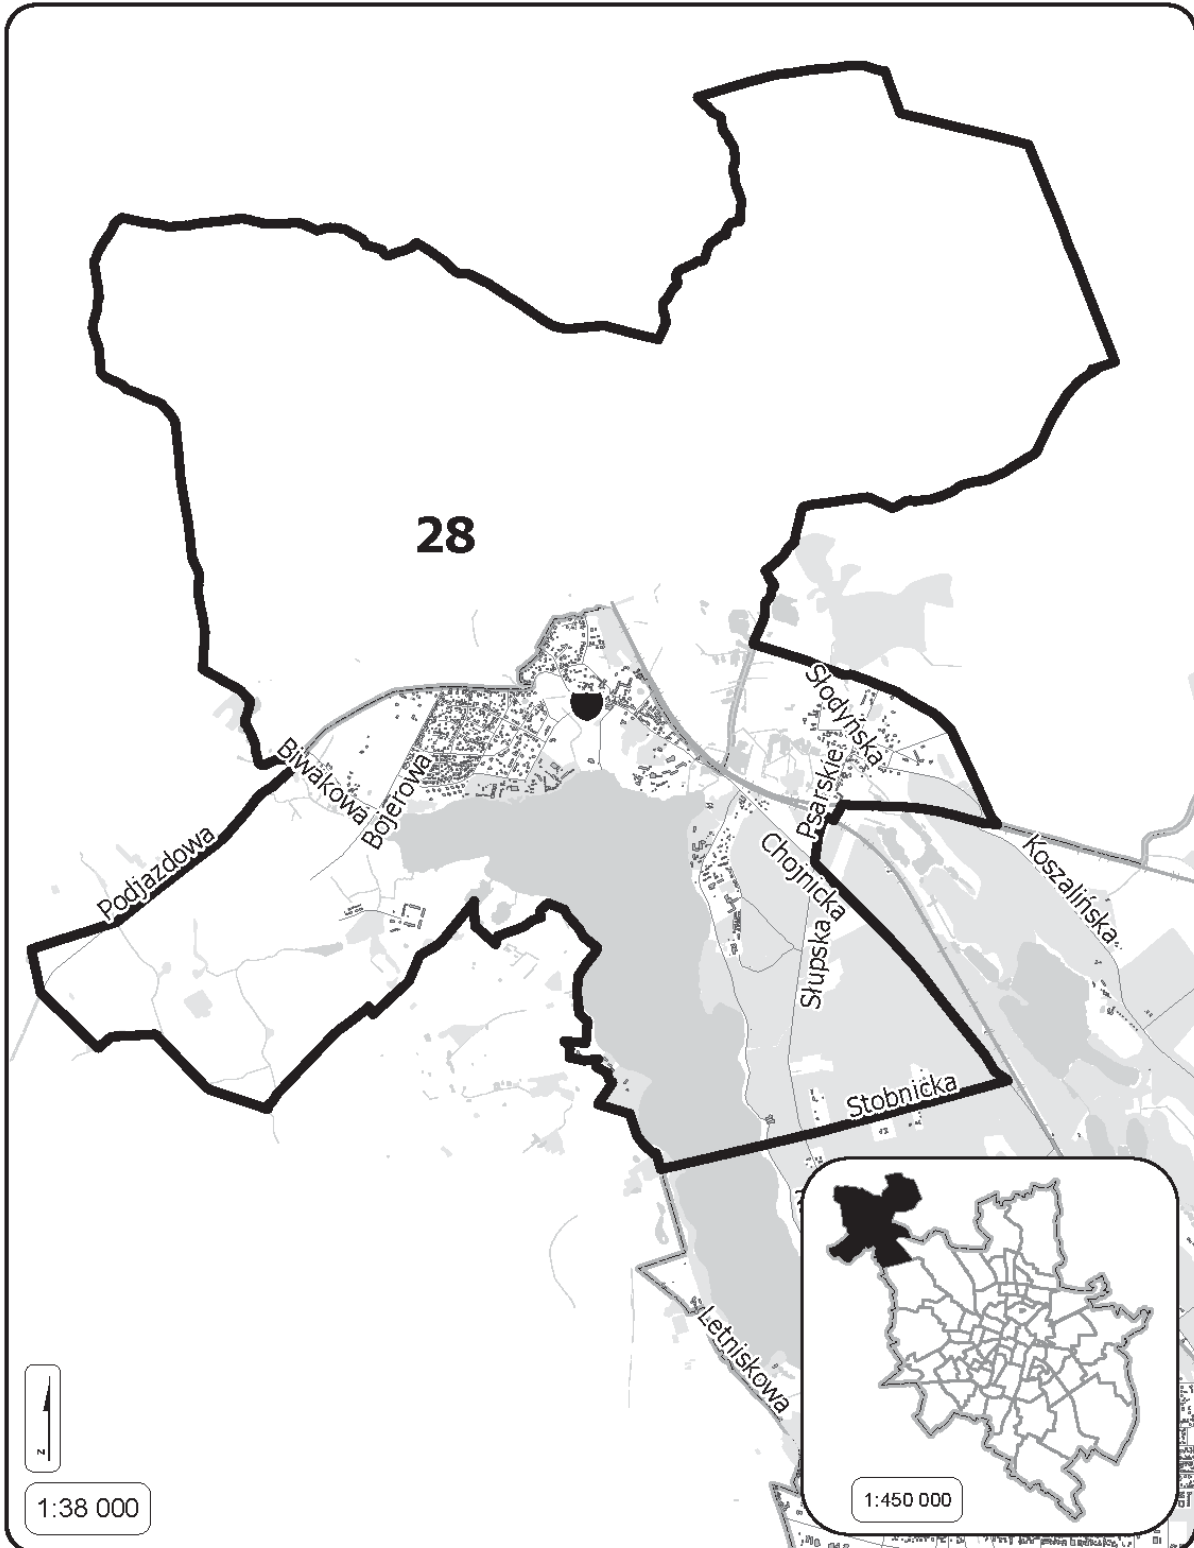 28
Słodyńska
Biwakowa
Bojerowa
Psarskie
Podjazdowa
Chojnicka
Koszalińska
Słupska
Stobnicka
Letniskowa
N
1:38 000
1:450 000